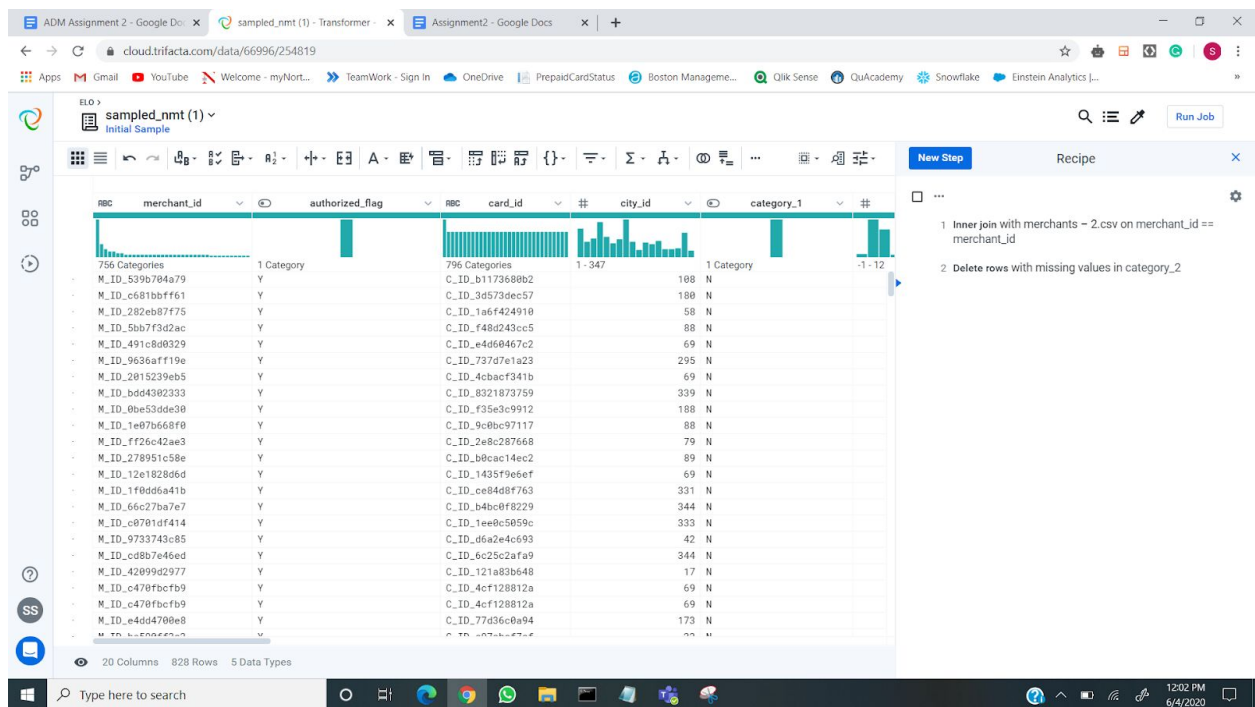 ADM Assignment 2 - Google Do
sampled_nmt (1) - Transformer -
Assignment2 - Google Docs
cloud.trifacta.com/data/66996/254819
S
Apps Gmail YouTube Welcome - myNort... TeamWork - Sign In OneDrive PrepaidCardStatus Boston Manageme... Qlik Sense QuAcademy Snowflake Einstein Analytics |... »
ELO >
sampled_nmt (1)
Initial Sample
Run Job
New Step
Recipe
1 Inner join with merchants – 2.csv on merchant_id ==
merchant_id
2 Delete rows with missing values in category_2
RBC merchant_id authorized_flag RBC card_id # city_id category_1 #
756 Categories 1 Category 796 Categories 1 - 347 1 Category -1 - 12
M_ID_539b704a79 Y C_ID_b1173680b2 108 N
M_ID_c681bbff61 Y C_ID_3d573dec57 180 N
M_ID_282eb87f75 Y C_ID_1a6f424910 58 N
M_ID_5bb7f3d2ac Y C_ID_f48d243cc5 88 N
M_ID_491c8d0329 Y C_ID_e4d60467c2 69 N
M_ID_9636aff19e Y C_ID_737d7e1a23 295 N
M_ID_2015239eb5 Y C_ID_4cbacf341b 69 N
M_ID_bdd4302333 Y C_ID_8321873759 339 N
M_ID_0be53dde30 Y C_ID_f35e3c9912 188 N
M_ID_1e07b668f0 Y C_ID_9c0bc97117 88 N
M_ID_ff26c42ae3 Y C_ID_2e8c287668 79 N
M_ID_278951c58e Y C_ID_b0cac14ec2 89 N
M_ID_12e1828d6d Y C_ID_1435f9e6ef 69 N
M_ID_1f0dd6a41b Y C_ID_ce84d8f763 331 N
M_ID_66c27ba7e7 Y C_ID_b4bc0f8229 344 N
M_ID_c0701df414 Y C_ID_1ee0c5059c 333 N
M_ID_9733743c85 Y C_ID_d6a2e4c693 42 N
M_ID_cd8b7e46ed Y C_ID_6c25c2afa9 344 N
M_ID_42099d2977 Y C_ID_121a83b648 17 N
M_ID_c470fbcfb9 Y C_ID_4cf128812a 69 N
M_ID_c470fbcfb9 Y C_ID_4cf128812a 69 N
M_ID_e4dd4700e8 Y C_ID_77d36c0a94 173 N
SS
20 Columns 828 Rows 5 Data Types
Type here to search
12:02 PM
6/4/2020